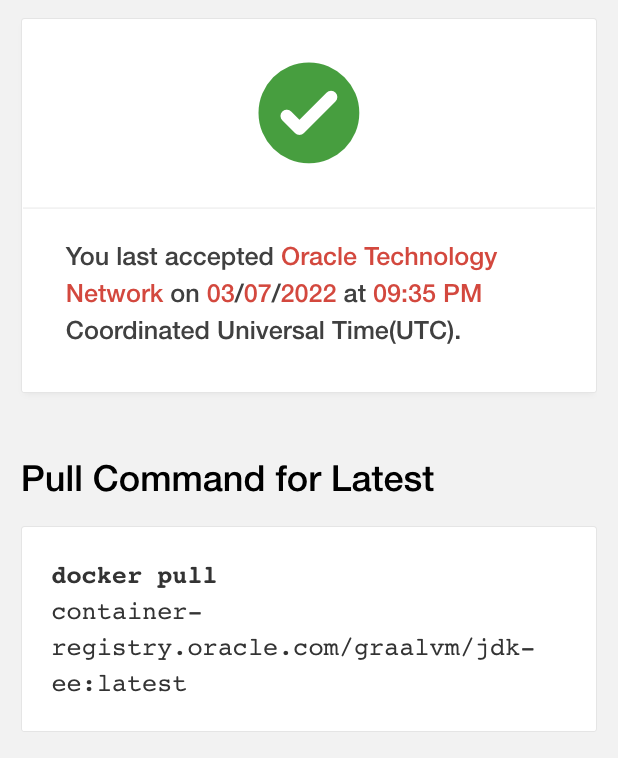 You last accepted Oracle Technology
Network on 03/07/2022 at 09:35 PM
Coordinated Universal Time(UTC).
Pull Command for Latest
docker pull
container-
registry.oracle.com/graalvm/jdk-
ee:latest